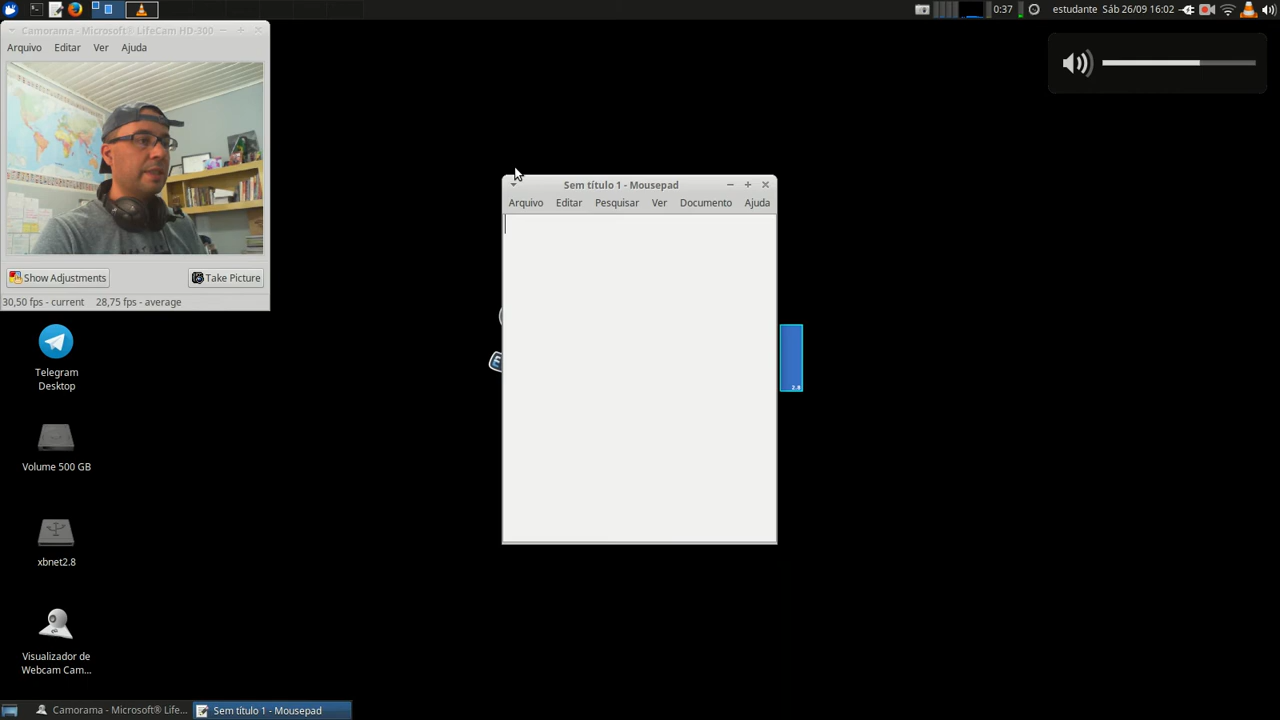 0:37 estudante Sáb 26/09 16:02
Camorama - Microsoft® LifeCam HD-300
Arquivo Editar Ver Ajuda
Show Adjustments Take Picture
30,50 fps - current 28,75 fps - average
Sem título 1 - Mousepad
Arquivo Editar Pesquisar Ver Documento Ajuda
E
2.8
Telegram
Desktop
Volume 500 GB
xbnet2.8
Visualizador de
Webcam Cam...
Camorama - Microsoft® Life...
Sem título 1 - Mousepad